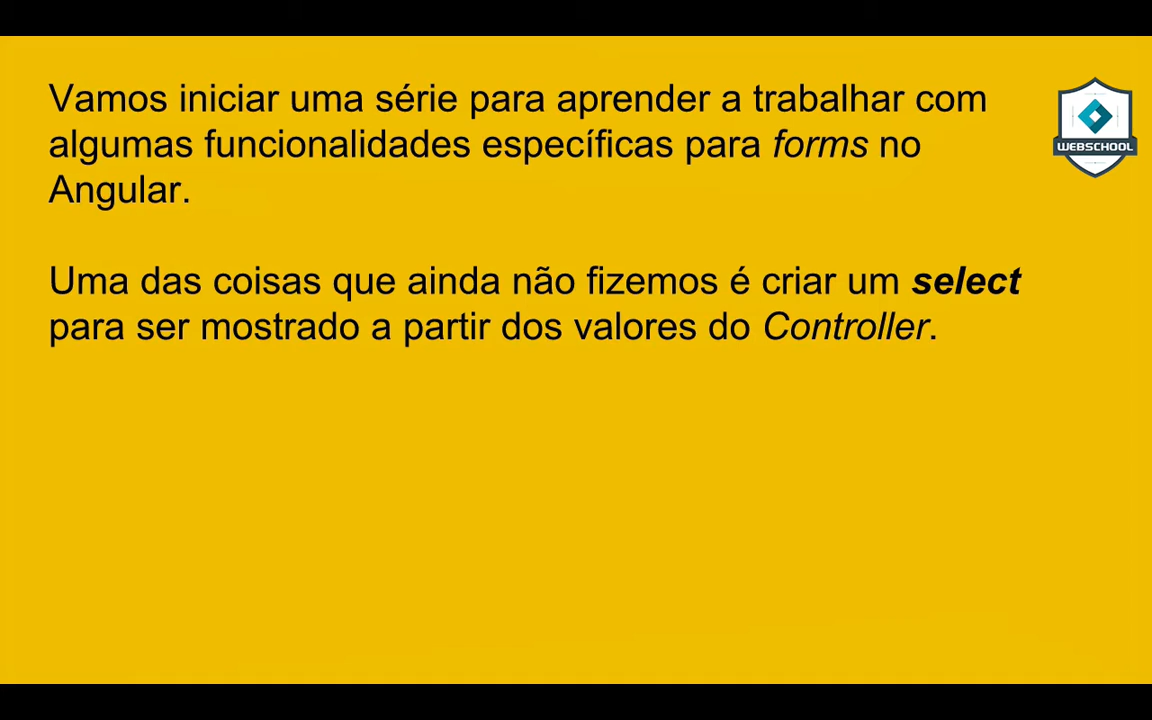 Vamos iniciar uma série para aprender a trabalhar com
algumas funcionalidades específicas para forms no
Angular.
Uma das coisas que ainda não fizemos é criar um select
para ser mostrado a partir dos valores do Controller.
WEBSCHOOL